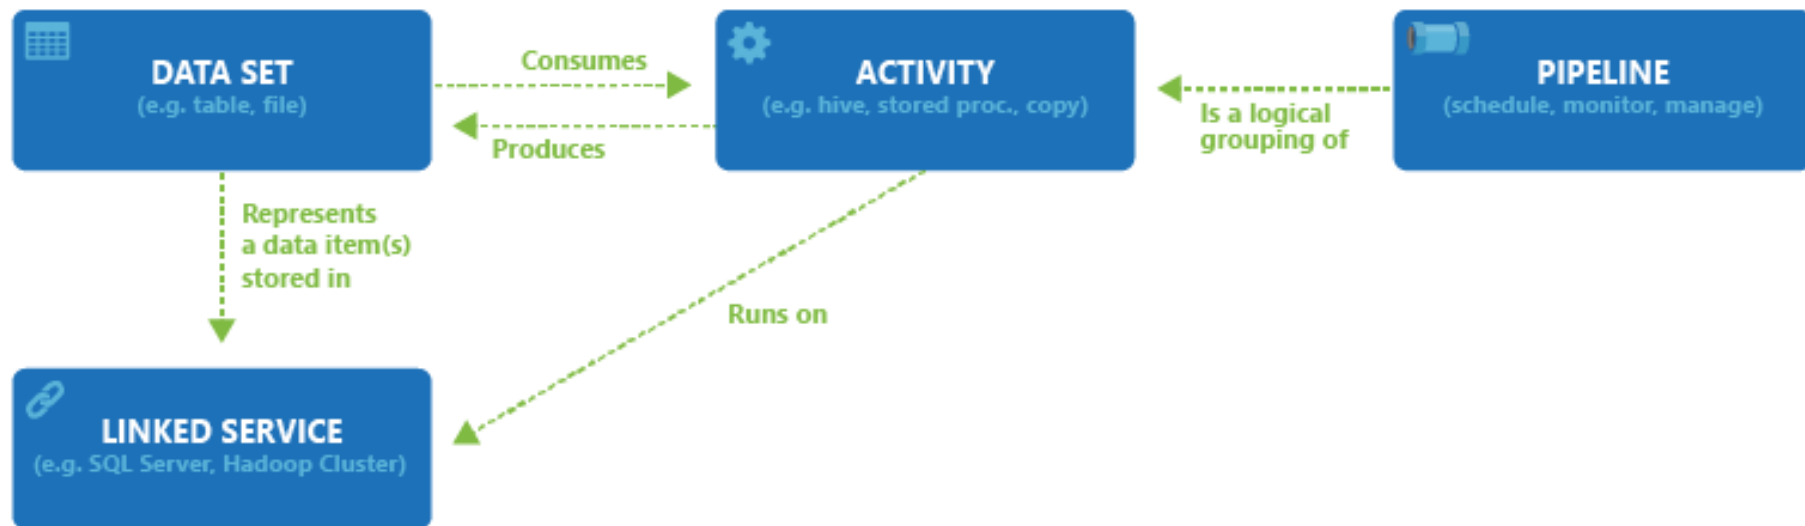 DATA SET
(e.g. table, file)
Consumes
Produces
ACTIVITY
(e.g. hive, stored proc., copy)
Is a logical
grouping of
PIPELINE
(schedule, monitor, manage)
Represents
a data item(s)
stored in
Runs on
LINKED SERVICE
(e.g. SQL Server, Hadoop Cluster)